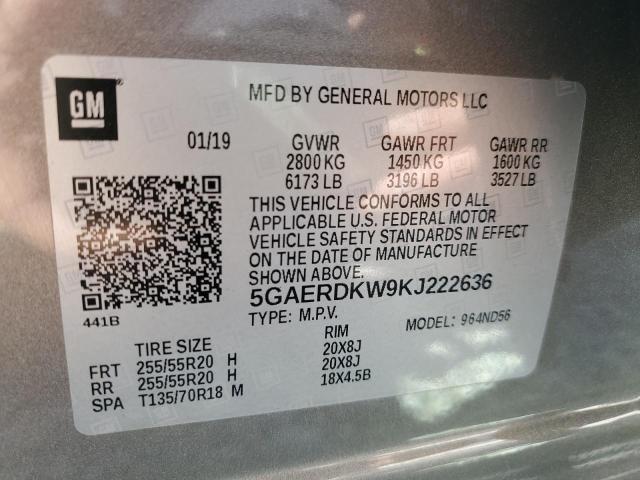 GM
MFD BY GENERAL MOTORS LLC
01/19 GVWR GAWR FRT GAWR RR
2800 KG 1450 KG 1600 KG
6173 LB 3196 LB 3527 LB
THIS VEHICLE CONFORMS TO ALL
APPLICABLE U.S. FEDERAL MOTOR
VEHICLE SAFETY STANDARDS IN EFFECT
ON THE DATE OF MANUFACTURE
SHOWN ABOVE.
5GAERDKW9KJ222636
441B
TYPE: M.P.V. MODEL: 964ND56
TIRE SIZE RIM
FRT 255/55R20 H 20X8J
RR 255/55R20 H 20X8J
SPA T135/70R18 M 18X4.5B